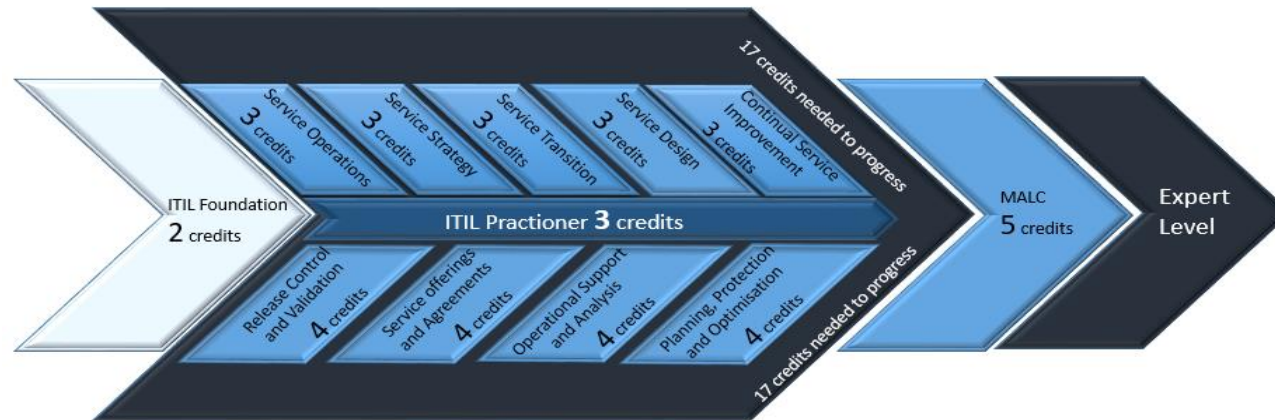 ITIL Foundation
2 credits
Service Operations
3 credits
Service Strategy
3 credits
Service Transition
3 credits
Service Design
3 credits
Continual Service
Improvement
3 credits
17 credits needed to progress
ITIL Practioner 3 credits
Release Control
and Validation
4 credits
Service offerings
and Agreements
4 credits
Operational Support
and Analysis
4 credits
Planning, Protection
and Optimisation
4 credits
17 credits needed to progress
MALC
5 credits
Expert
Level